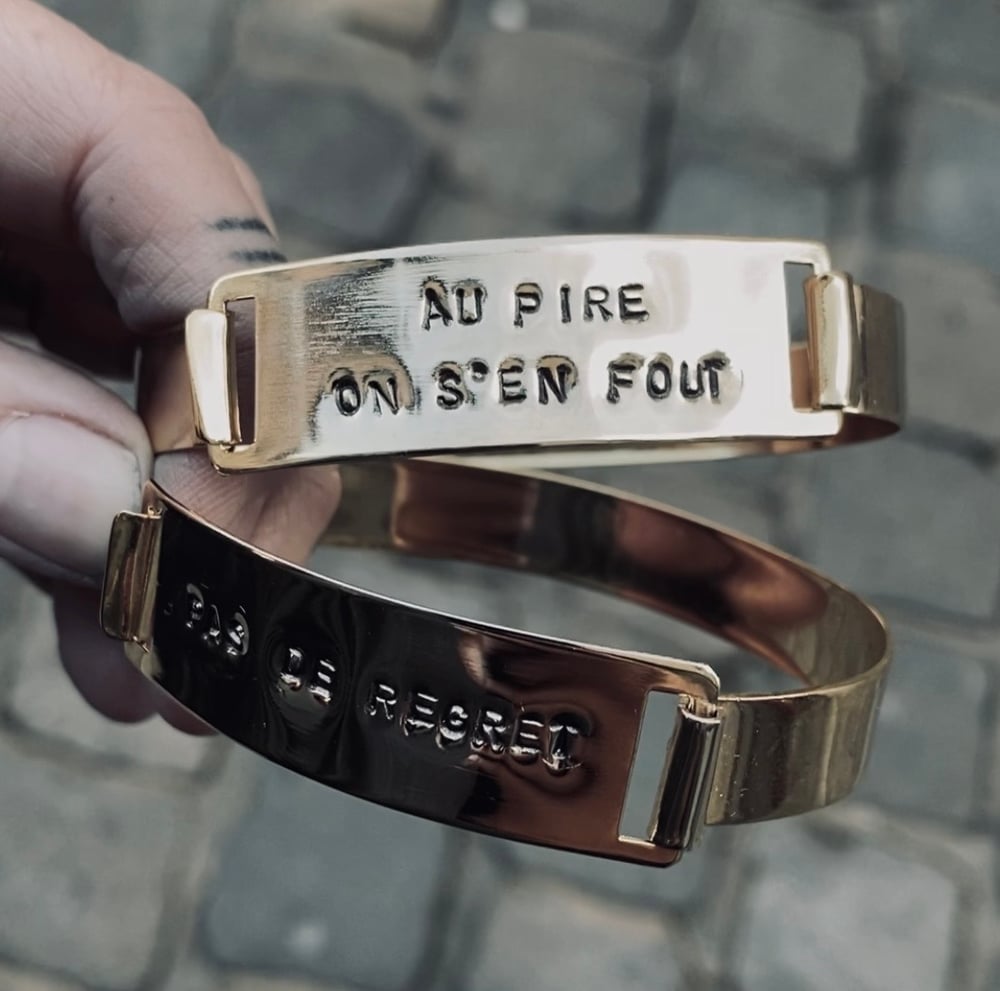 AU PIRE
ON S'EN FOUT
PAS DE REGRET